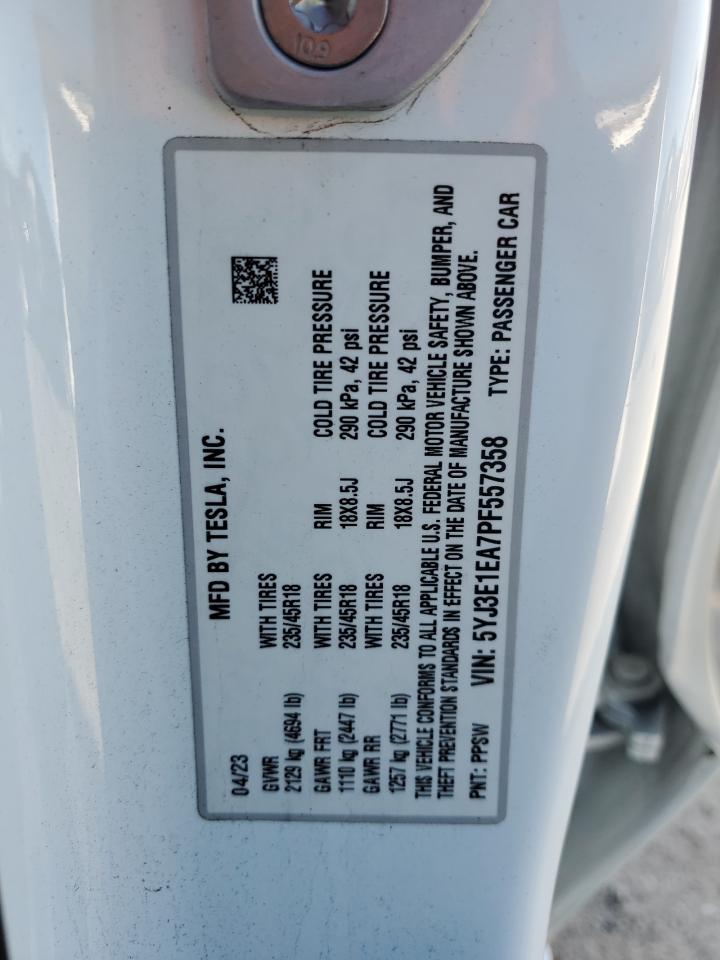 10.9
04/23 MFD BY TESLA, INC.
GVWR WITH TIRES
2129 kg (4694 lb) 235/45R18
GAWR FRT WITH TIRES RIM COLD TIRE PRESSURE
1110 kg (2447 lb) 235/45R18 18X8.5J 290 kPa, 42 psi
GAWR RR WITH TIRES RIM COLD TIRE PRESSURE
1257 kg (2771 lb) 235/45R18 18X8.5J 290 kPa, 42 psi
THIS VEHICLE CONFORMS TO ALL APPLICABLE U.S. FEDERAL MOTOR VEHICLE SAFETY, BUMPER, AND
THEFT PREVENTION STANDARDS IN EFFECT ON THE DATE OF MANUFACTURE SHOWN ABOVE.
PNT: PPSW VIN: 5YJ3E1EA7PF557358 TYPE: PASSENGER CAR